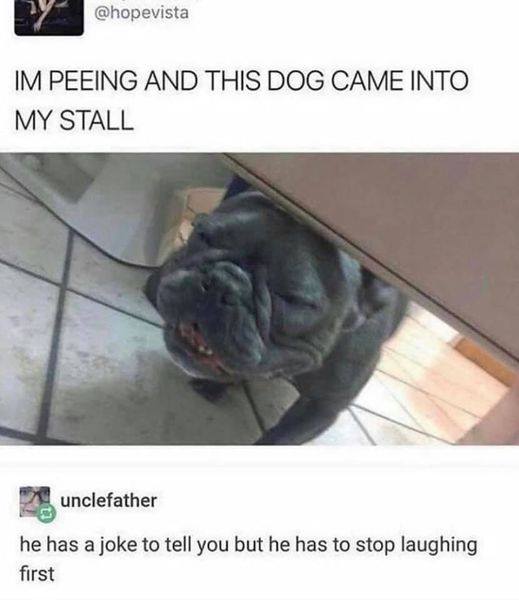 @hopevista
IM PEEING AND THIS DOG CAME INTO
MY STALL
unclefather
he has a joke to tell you but he has to stop laughing
first